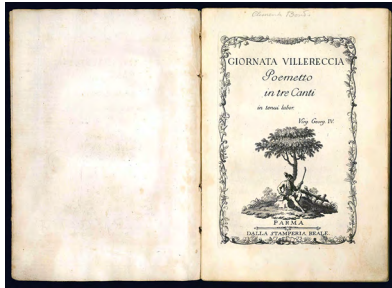 GIORNATA VILLERECCIA
Poemetto
in tre Canti
in tenui labor.
Virg. Georg. IV.
PARMA
DALLA STAMPERIA REALE.